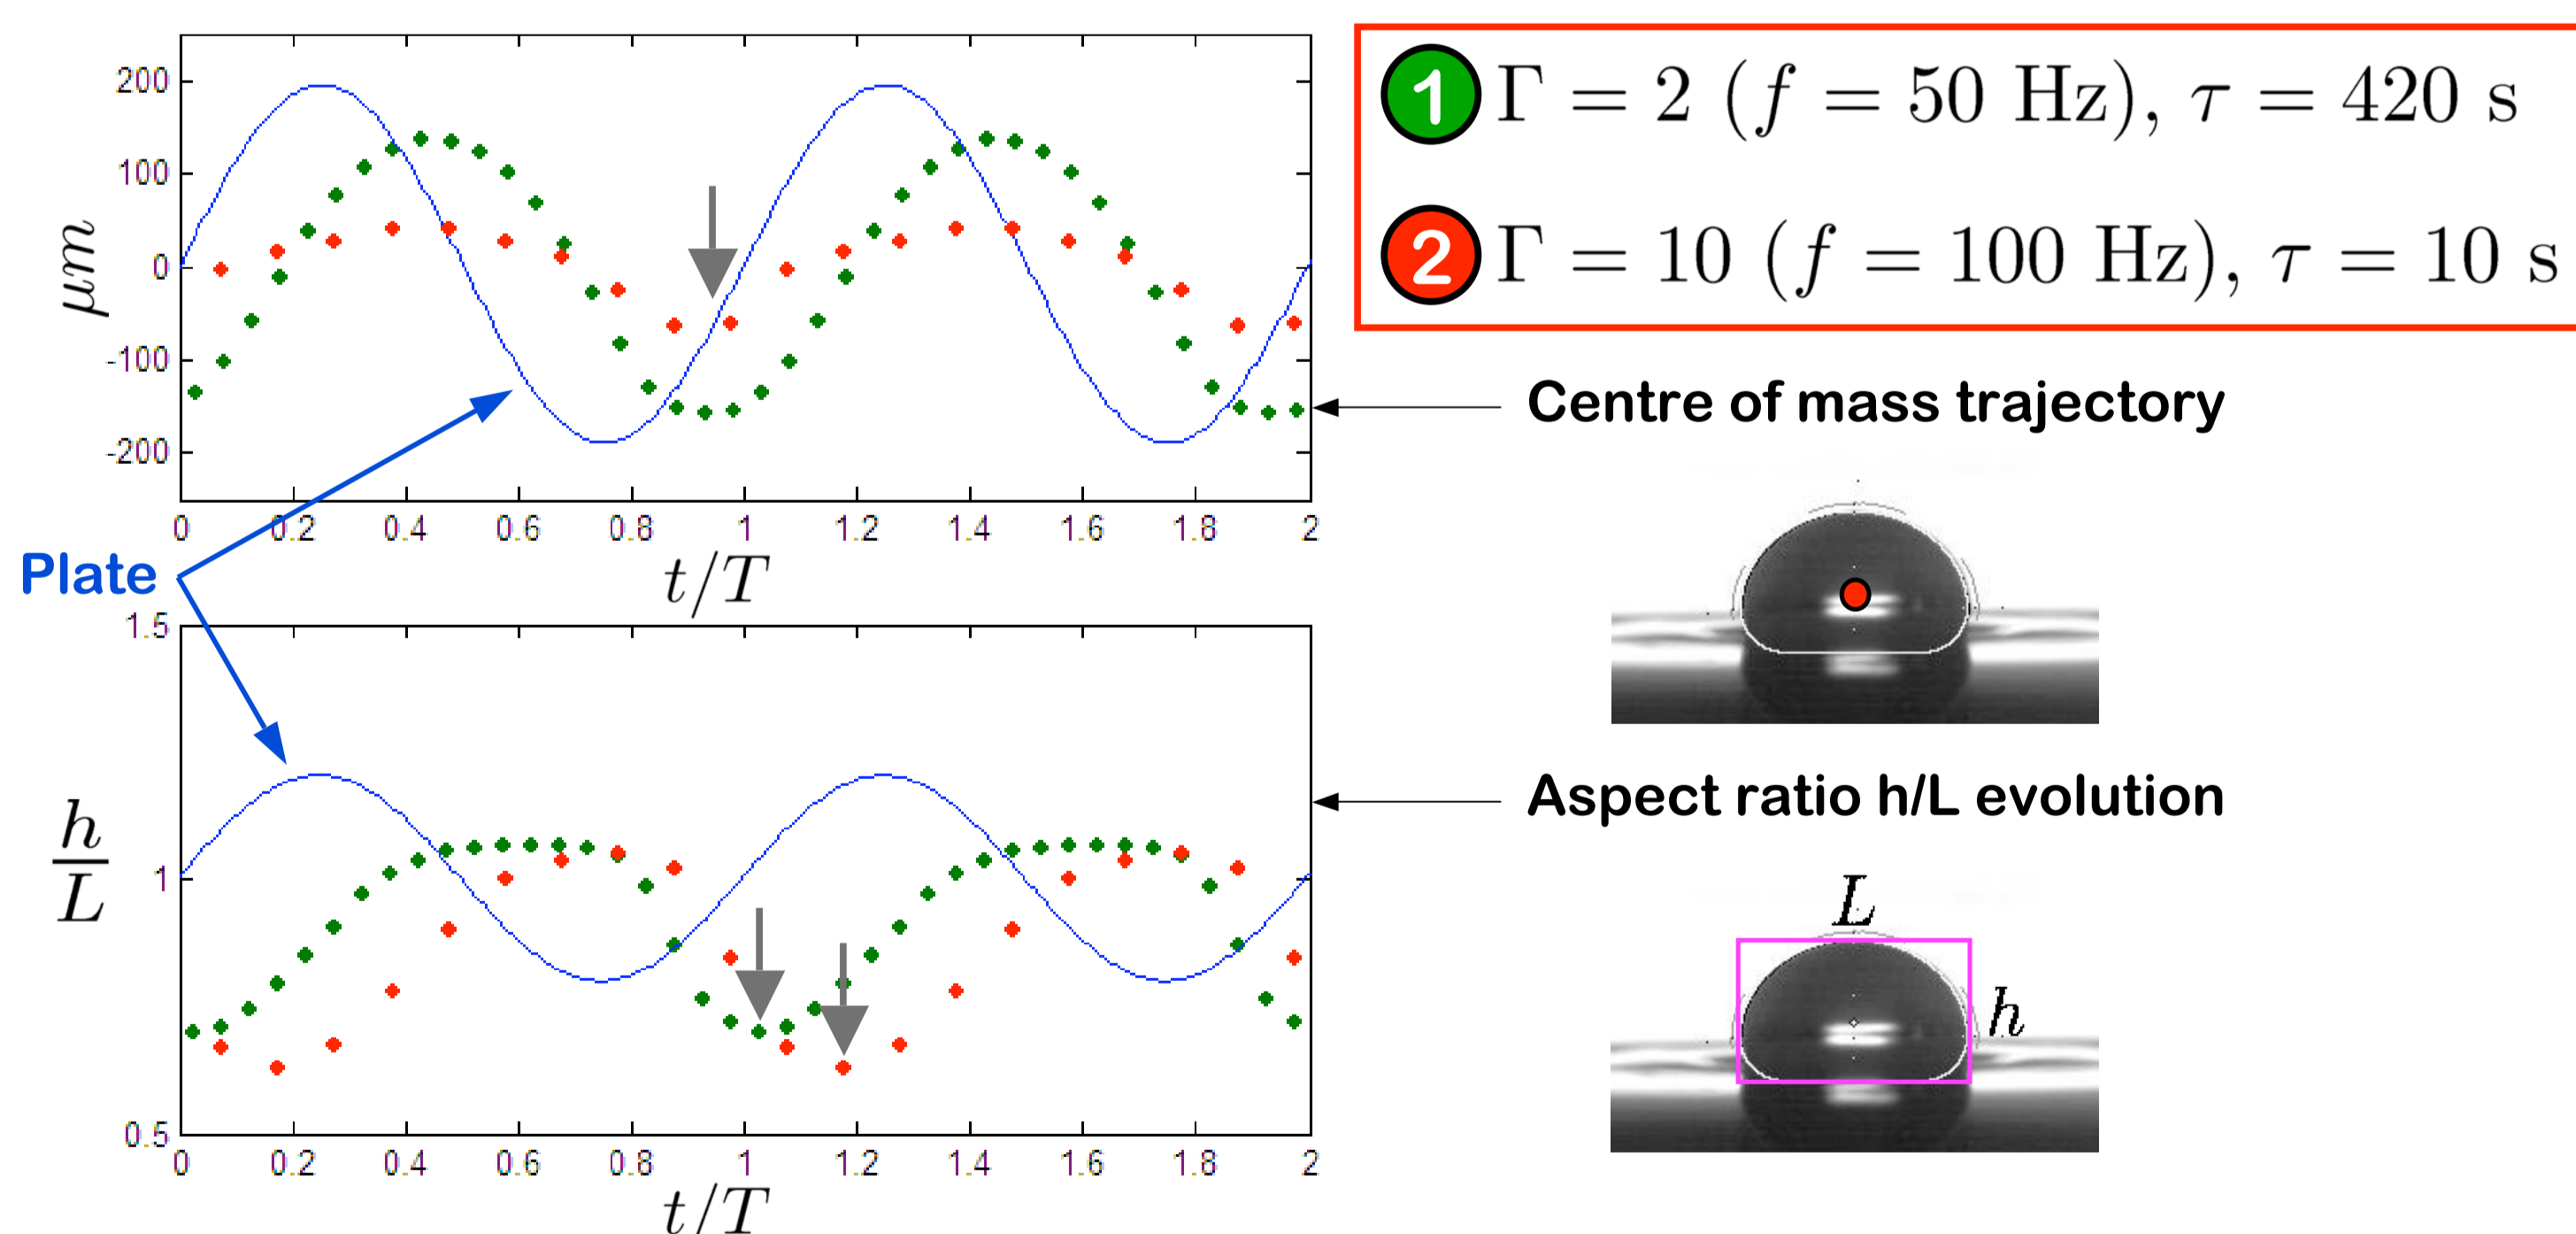 200
100
0
-100
-200
μm
0 0.2 0.4 0.6 0.8 1 1.2 1.4 1.6 1.8 2
t/T
1 Γ = 2 (f = 50 Hz), τ = 420 s
2 Γ = 10 (f = 100 Hz), τ = 10 s
Centre of mass trajectory
Plate
1.5
1
0.5
h
L
0 0.2 0.4 0.6 0.8 1 1.2 1.4 1.6 1.8 2
t/T
Aspect ratio h/L evolution
L
h